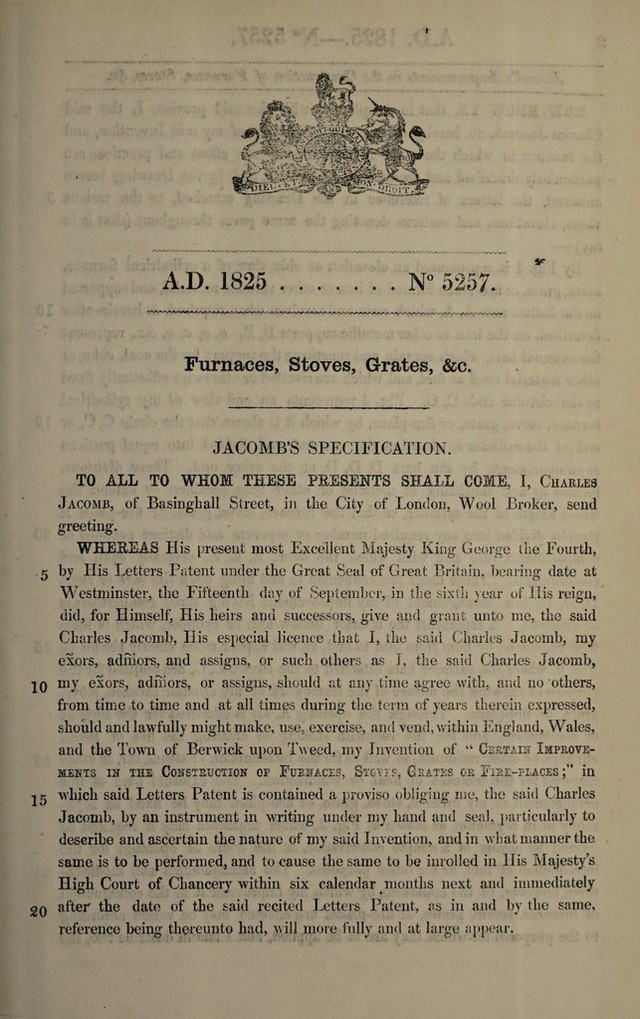 DIEU ET MON DROIT
A.D. 1825 . . . . . . . Nº 5257.
Furnaces, Stoves, Grates, &c.
JACOMB'S SPECIFICATION.
TO ALL TO WHOM THESE PRESENTS SHALL COME, I, CHARLES
JACOMB, of Basinghall Street, in the City of London, Wool Broker, send
greeting.
WHEREAS His present most Excellent Majesty King George the Fourth,
5 by His Letters Patent under the Great Seal of Great Britain, bearing date at
Westminster, the Fifteenth day of September, in the sixth year of His reign,
did, for Himself, His heirs and successors, give and grant unto me, the said
Charles Jacomb, His especial licence that I, the said Charles Jacomb, my
exors, adm̃ors, and assigns, or such others as I, the said Charles Jacomb,
10 my exors, adm̃ors, or assigns, should at any time agree with, and no others,
from time to time and at all times during the term of years therein expressed,
should and lawfully might make, use, exercise, and vend, within England, Wales,
and the Town of Berwick upon Tweed, my Invention of "CERTAIN IMPROVE-
MENTS IN THE CONSTRUCTION OF FURNACES, STOVES, GRATES OR FIRE-PLACES;" in
15 which said Letters Patent is contained a proviso obliging me, the said Charles
Jacomb, by an instrument in writing under my hand and seal, particularly to
describe and ascertain the nature of my said Invention, and in what manner the
same is to be performed, and to cause the same to be inrolled in His Majesty's
High Court of Chancery within six calendar months next and immediately
20 after the date of the said recited Letters Patent, as in and by the same,
reference being thereunto had, will more fully and at large appear.